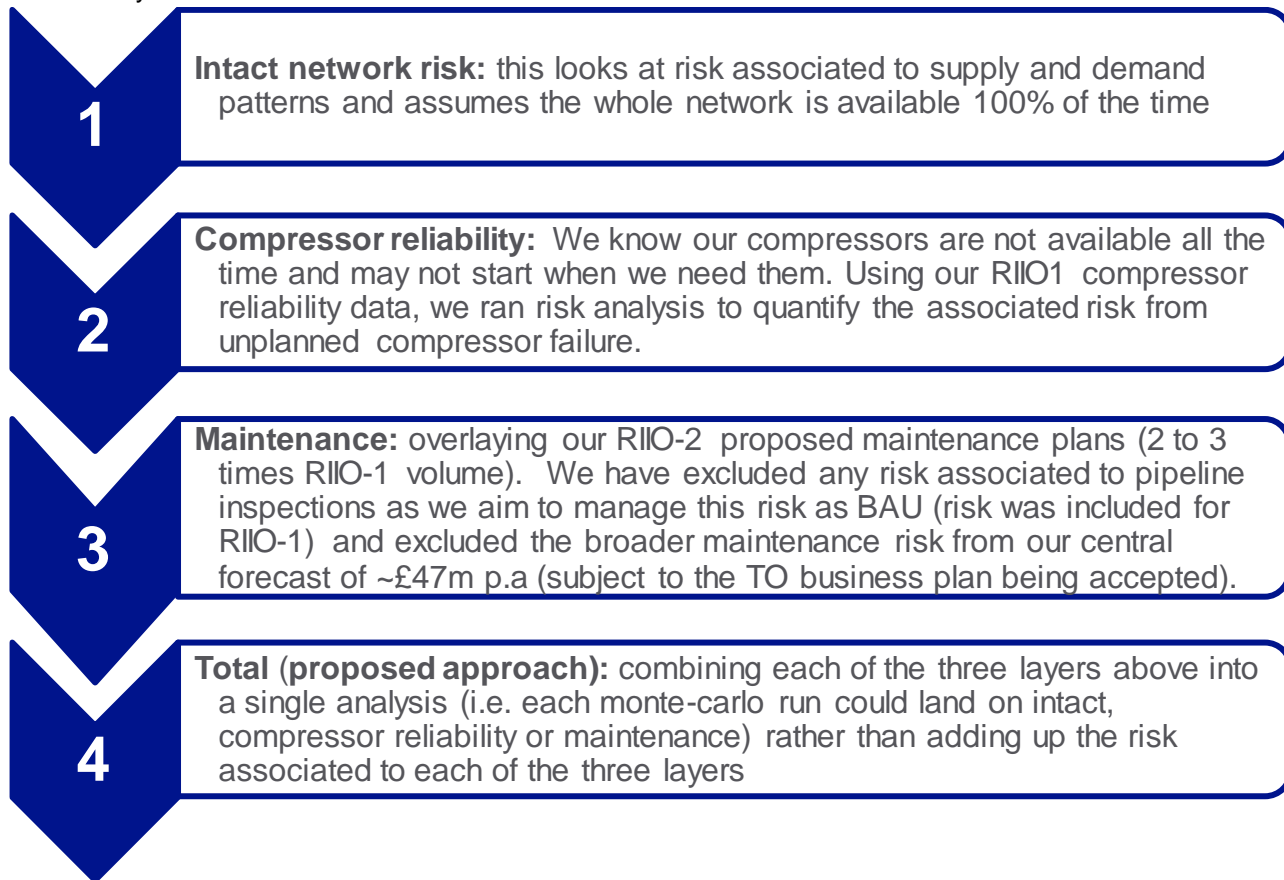 1
Intact network risk: this looks at risk associated to supply and demand
patterns and assumes the whole network is available 100% of the time
2
Compressor reliability: We know our compressors are not available all the
time and may not start when we need them. Using our RIIO1 compressor
reliability data, we ran risk analysis to quantify the associated risk from
unplanned compressor failure.
3
Maintenance: overlaying our RIIO-2 proposed maintenance plans (2 to 3
times RIIO-1 volume). We have excluded any risk associated to pipeline
inspections as we aim to manage this risk as BAU (risk was included for
RIIO-1) and excluded the broader maintenance risk from our central
forecast of ~£47m p.a (subject to the TO business plan being accepted).
4
Total (proposed approach): combining each of the three layers above into
a single analysis (i.e. each monte-carlo run could land on intact,
compressor reliability or maintenance) rather than adding up the risk
associated to each of the three layers